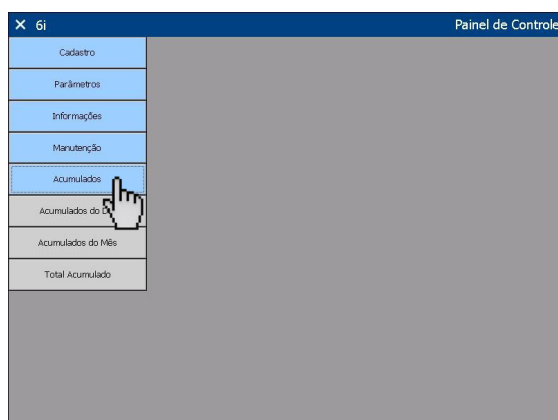 6i Painel de Controle
Cadastro
Parâmetros
Informações
Manutenção
Acumulados
Acumulados do
Acumulados do Mês
Total Acumulado